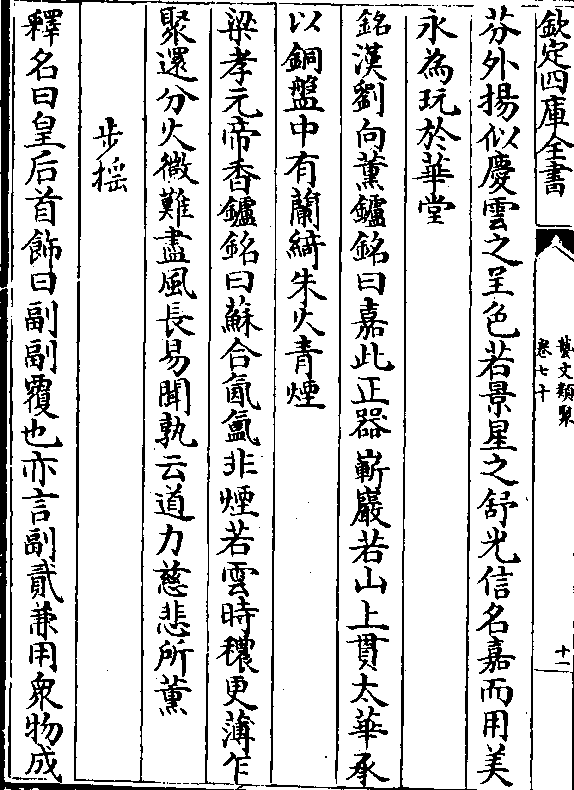 欽定四庫全書
藝文類聚
卷七十
十一
芬外揚似慶雲之呈色若景星之舒光信名嘉而用美
永為玩於華堂
銘漢劉向薰鑪銘曰嘉此正器嶄巖若山上貫太華承
以銅盤中有蘭綺朱火青煙
梁孝元帝香鑪銘曰蘇合氤氳非煙若雲時穠更薄乍
聚還分火微難盡風長易聞孰云道力慈悲所薰
步摇
釋名曰皇后首飾曰副副覆也亦言副貳兼用衆物成